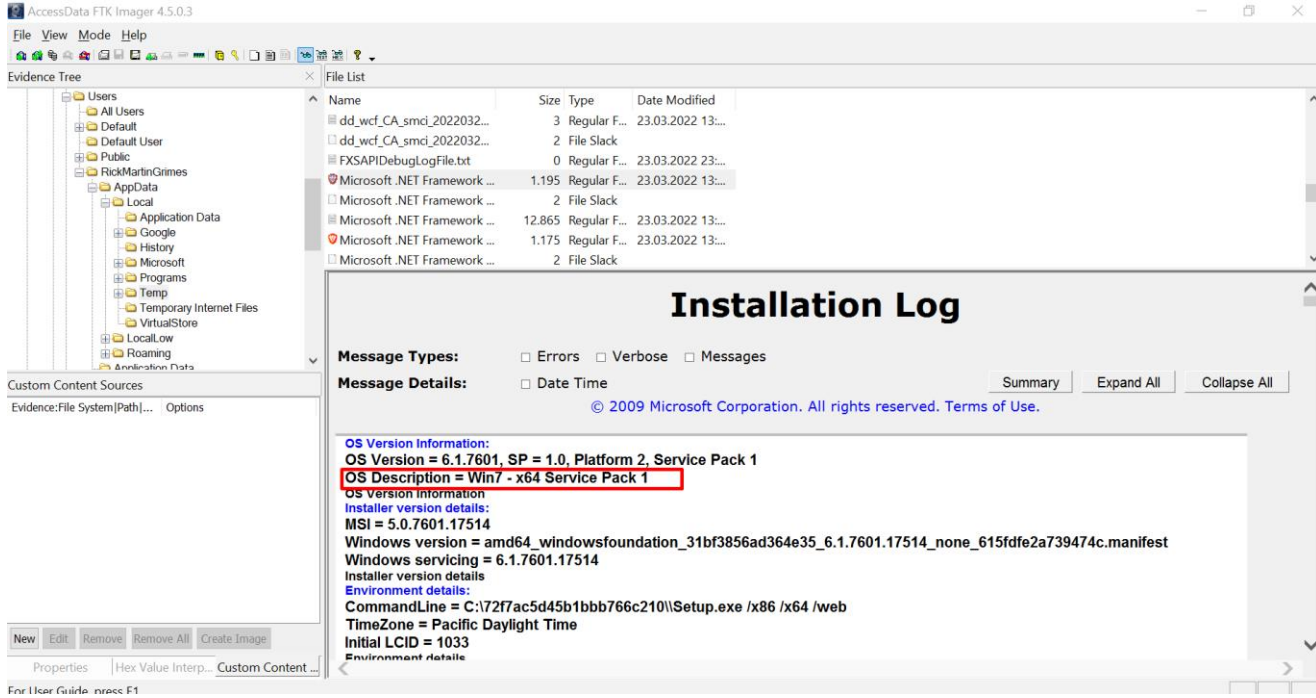 AccessData FTK Imager 4.5.0.3
File View Mode Help
Evidence Tree
Users
All Users
Default
Default User
Public
RickMartinGrimes
AppData
Local
Application Data
Google
History
Microsoft
Programs
Temp
Temporary Internet Files
VirtualStore
LocalLow
Roaming
Application Data
Custom Content Sources
Evidence:File System|Path|... Options
New Edit Remove Remove All Create Image
Properties Hex Value Interp... Custom Content ...
For User Guide, press F1
File List
Name Size Type Date Modified
dd_wcf_CA_smci_2022032... 3 Regular F... 23.03.2022 13:...
dd_wcf_CA_smci_2022032... 2 File Slack
FXSAPIDebugLogFile.txt 0 Regular F... 23.03.2022 23:...
Microsoft .NET Framework ... 1.195 Regular F... 23.03.2022 13:...
Microsoft .NET Framework ... 2 File Slack
Microsoft .NET Framework ... 12.865 Regular F... 23.03.2022 13:...
Microsoft .NET Framework ... 1.175 Regular F... 23.03.2022 13:...
Microsoft .NET Framework ... 2 File Slack
Installation Log
Message Types: Errors Verbose Messages
Message Details: Date Time
Summary Expand All Collapse All
© 2009 Microsoft Corporation. All rights reserved. Terms of Use.
OS Version Information:
OS Version = 6.1.7601, SP = 1.0, Platform 2, Service Pack 1
OS Description = Win7 - x64 Service Pack 1
OS Version Information
Installer version details:
MSI = 5.0.7601.17514
Windows version = amd64_windowsfoundation_31bf3856ad364e35_6.1.7601.17514_none_615fdfe2a739474c.manifest
Windows servicing = 6.1.7601.17514
Installer version details
Environment details:
CommandLine = C:\72f7ac5d45b1bbb766c210\\Setup.exe /x86 /x64 /web
TimeZone = Pacific Daylight Time
Initial LCID = 1033
Environment details